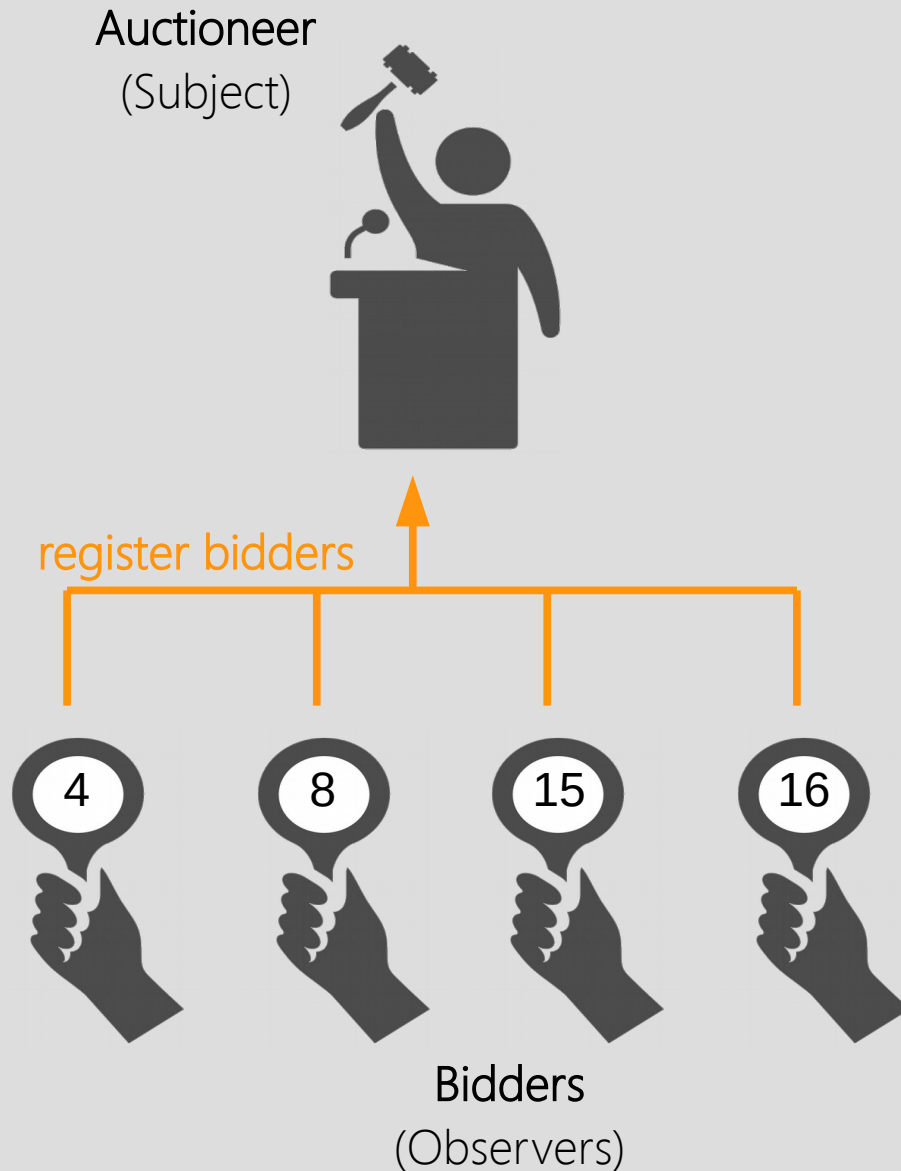 Auctioneer
(Subject)
register bidders
4 8 15 16
Bidders
(Observers)